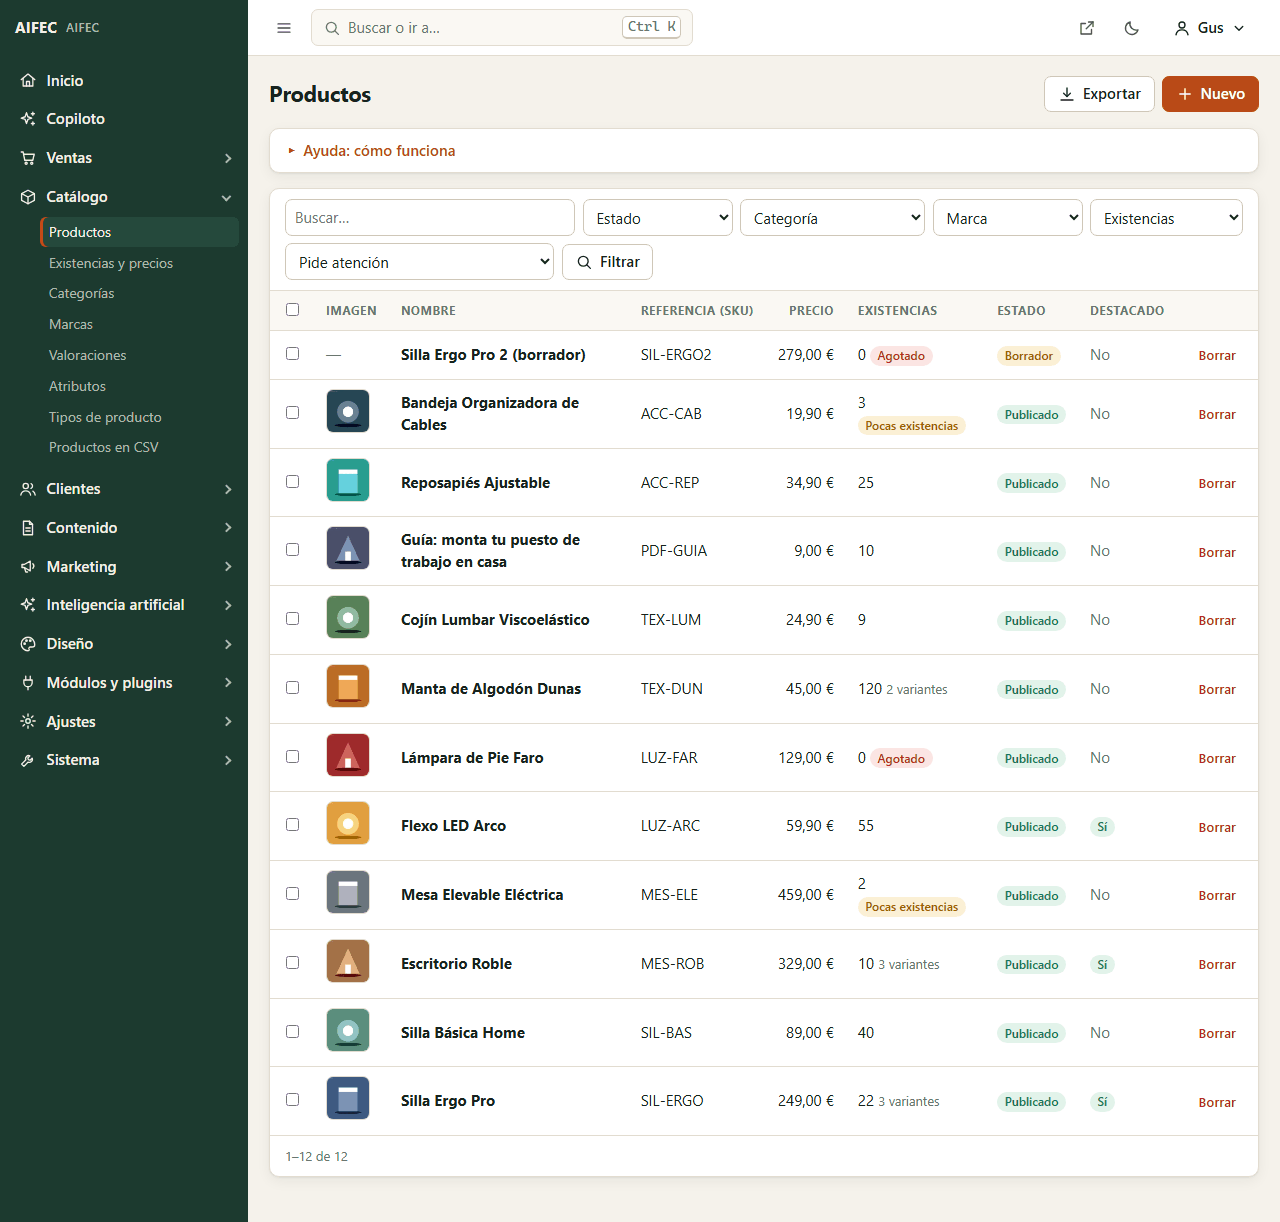 AIFEC AIFEC
Buscar o ir a... Ctrl K
Gus
Inicio
Copiloto
Ventas
Catálogo
Productos
Existencias y precios
Categorías
Marcas
Valoraciones
Atributos
Tipos de producto
Productos en CSV
Clientes
Contenido
Marketing
Inteligencia artificial
Diseño
Módulos y plugins
Ajustes
Sistema
Productos
Exportar
Nuevo
Ayuda: cómo funciona
Buscar... Estado Categoría Marca Existencias
Pide atención Filtrar
IMAGEN NOMBRE REFERENCIA (SKU) PRECIO EXISTENCIAS ESTADO DESTACADO
— Silla Ergo Pro 2 (borrador) SIL-ERGO2 279,00 € 0 Agotado Borrador No Borrar
Bandeja Organizadora de Cables ACC-CAB 19,90 € 3 Pocas existencias Publicado No Borrar
Reposapiés Ajustable ACC-REP 34,90 € 25 Publicado No Borrar
Guía: monta tu puesto de trabajo en casa PDF-GUIA 9,00 € 10 Publicado No Borrar
Cojín Lumbar Viscoelástico TEX-LUM 24,90 € 9 Publicado No Borrar
Manta de Algodón Dunas TEX-DUN 45,00 € 120 2 variantes Publicado No Borrar
Lámpara de Pie Faro LUZ-FAR 129,00 € 0 Agotado Publicado No Borrar
Flexo LED Arco LUZ-ARC 59,90 € 55 Publicado Sí Borrar
Mesa Elevable Eléctrica MES-ELE 459,00 € 2 Pocas existencias Publicado No Borrar
Escritorio Roble MES-ROB 329,00 € 10 3 variantes Publicado Sí Borrar
Silla Básica Home SIL-BAS 89,00 € 40 Publicado No Borrar
Silla Ergo Pro SIL-ERGO 249,00 € 22 3 variantes Publicado Sí Borrar
1–12 de 12